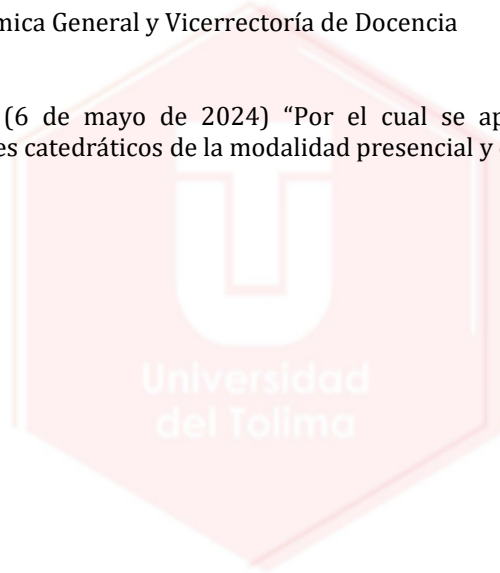 mica General y Vicerrectoría de Docencia
(6 de mayo de 2024) “Por el cual se ap
es catedráticos de la modalidad presencial y
Universidad
del Tolima